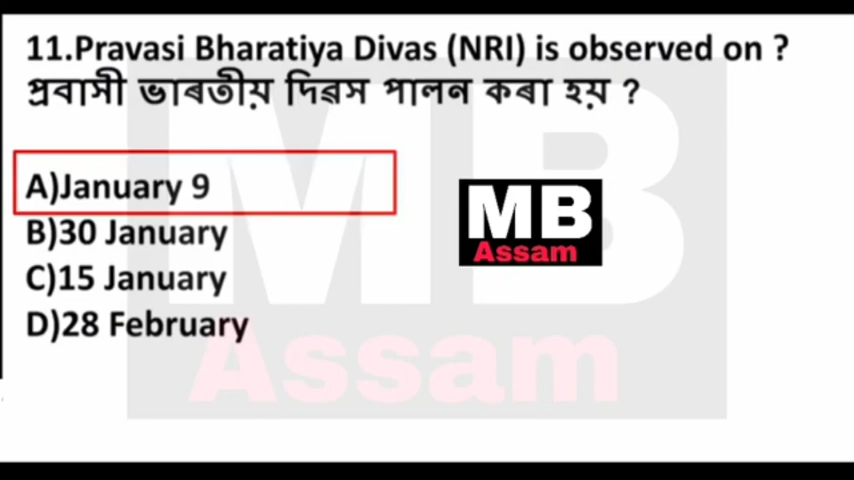 11.Pravasi Bharatiya Divas (NRI) is observed on ?
প্ৰবাসী ভাৰতীয় দিৱস পালন কৰা হয় ?
A)January 9
B)30 January
C)15 January
D)28 February
MB
Assam
MB
Assam